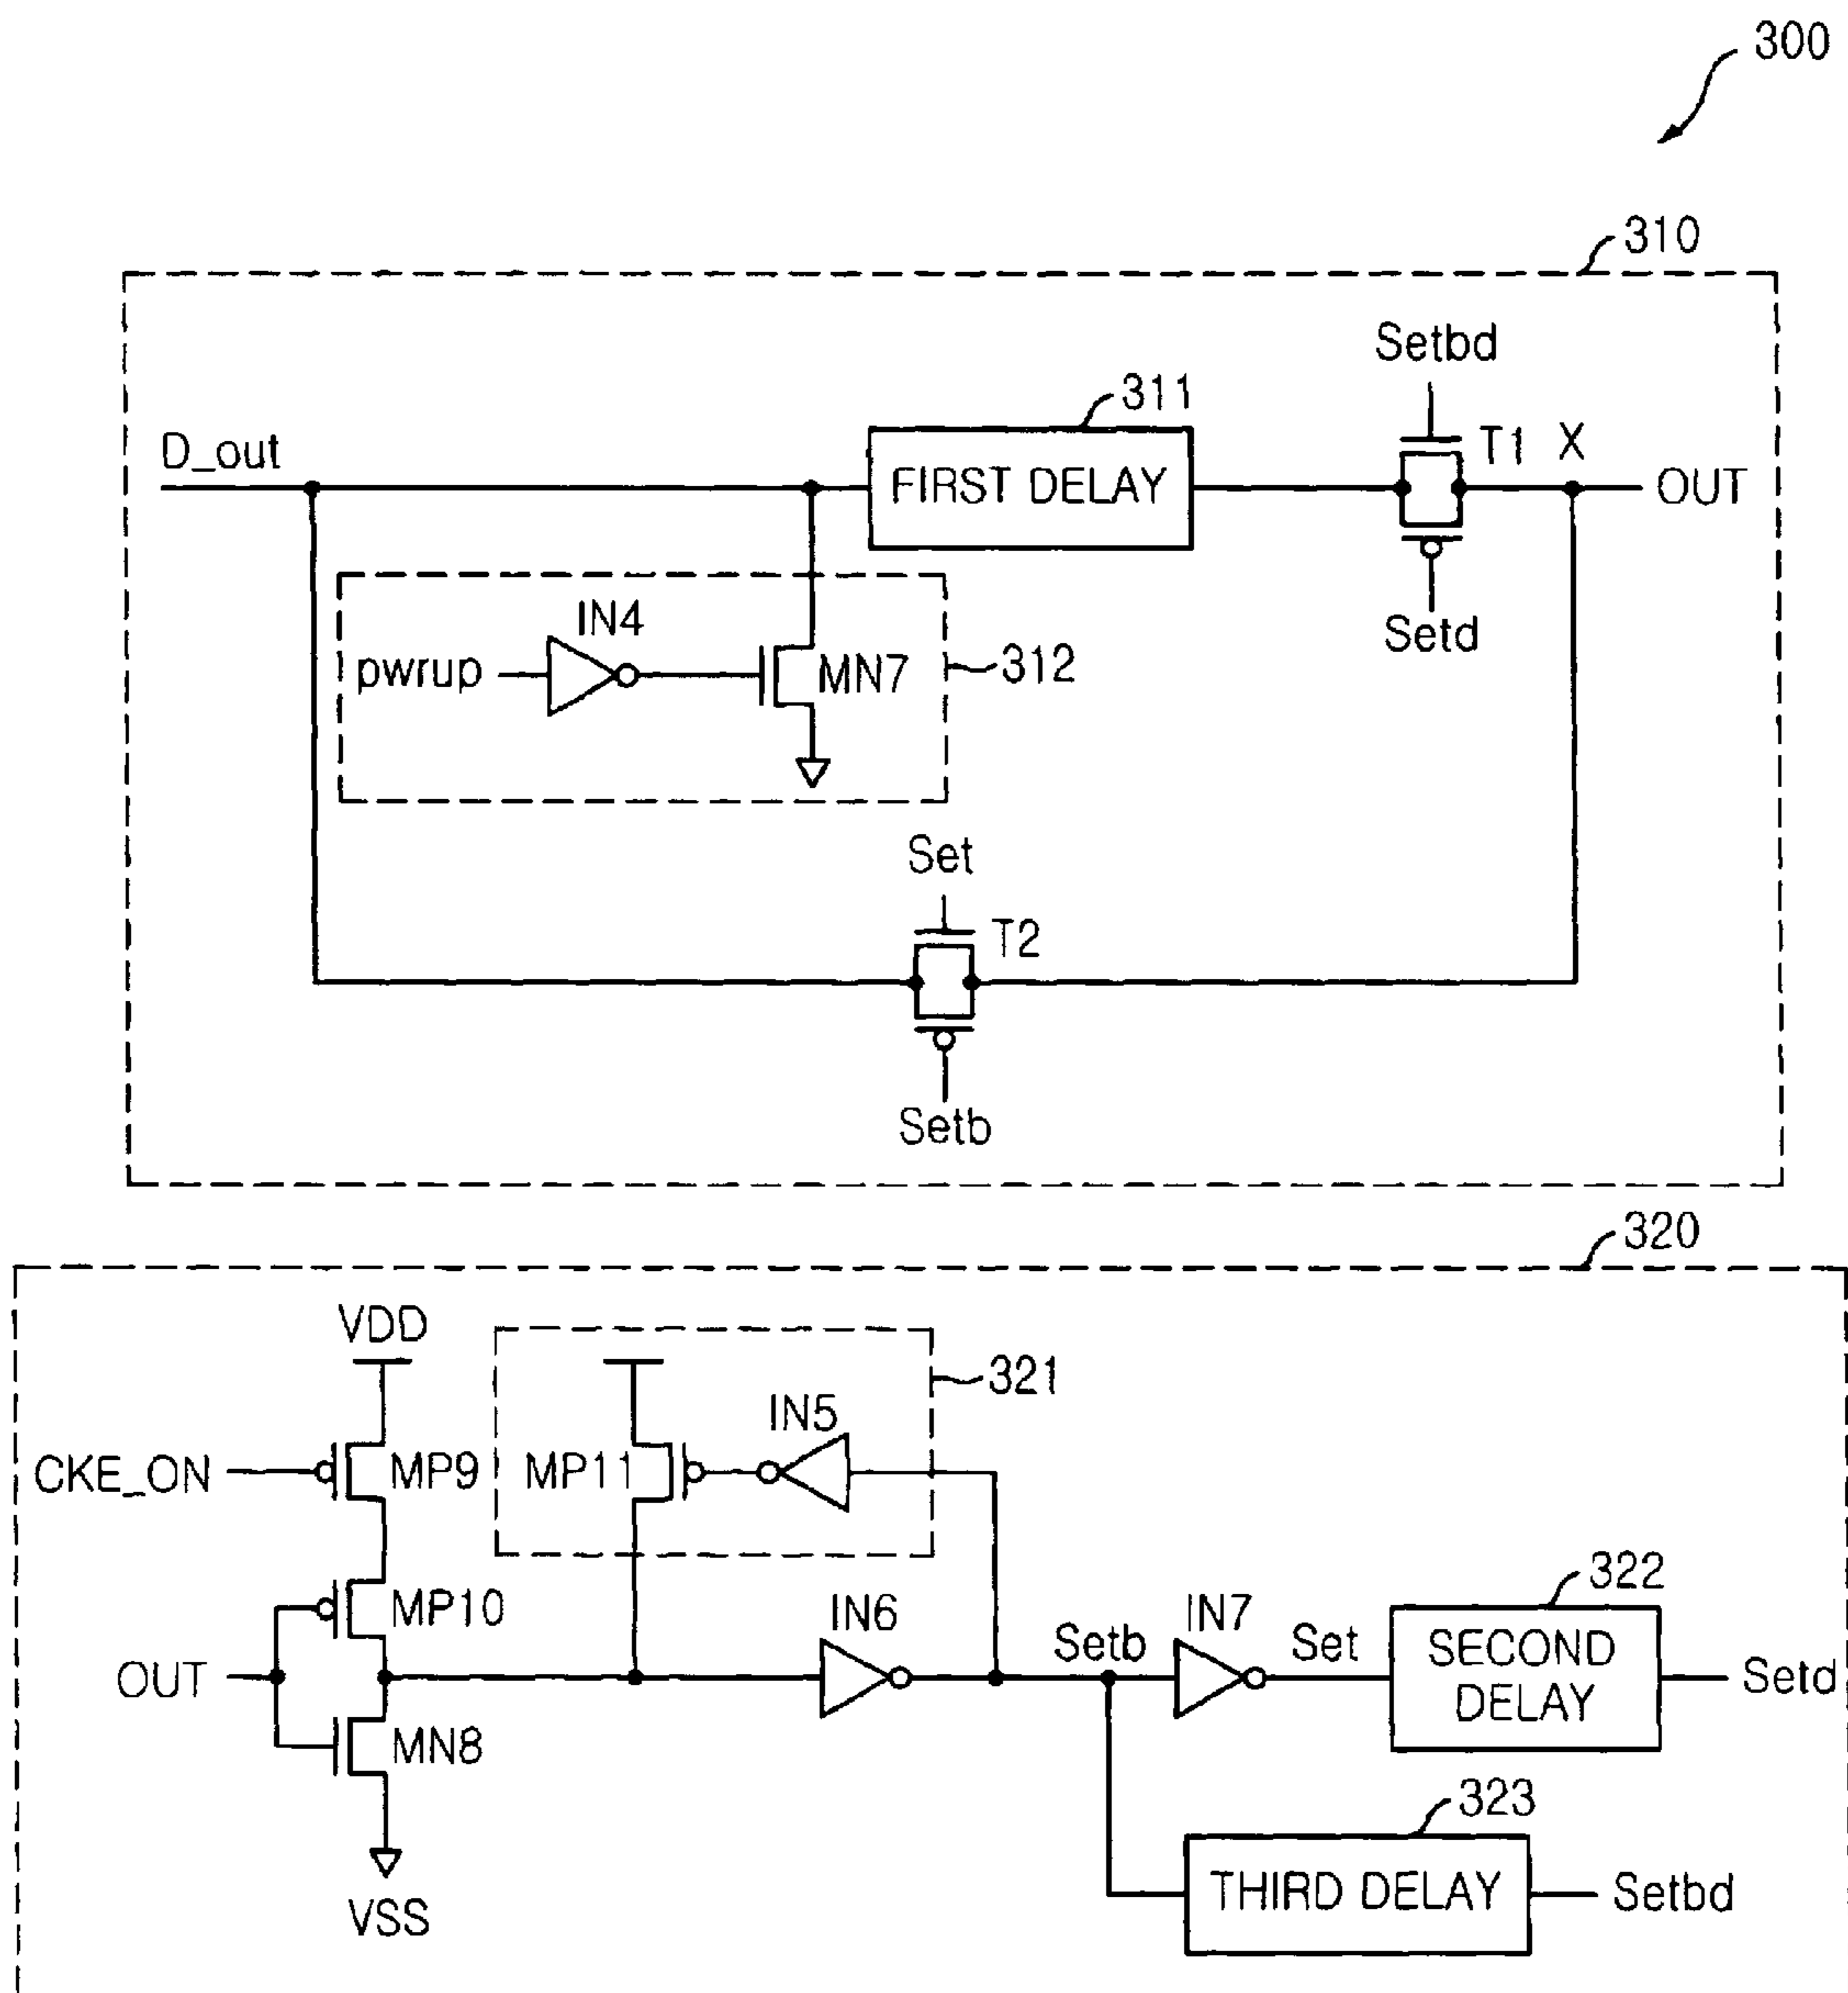 300
310
Setbd
311
D_out
FIRST DELAY
T1 X
OUT
Setd
IN4
pwrup
MN7
312
Set
T2
Setb
320
VDD
321
IN5
CKE_ON
MP9
MP11
322
MP10
IN6
Setb
IN7
Set
SECOND
DELAY
Setd
OUT
MN8
323
THIRD DELAY
Setbd
VSS